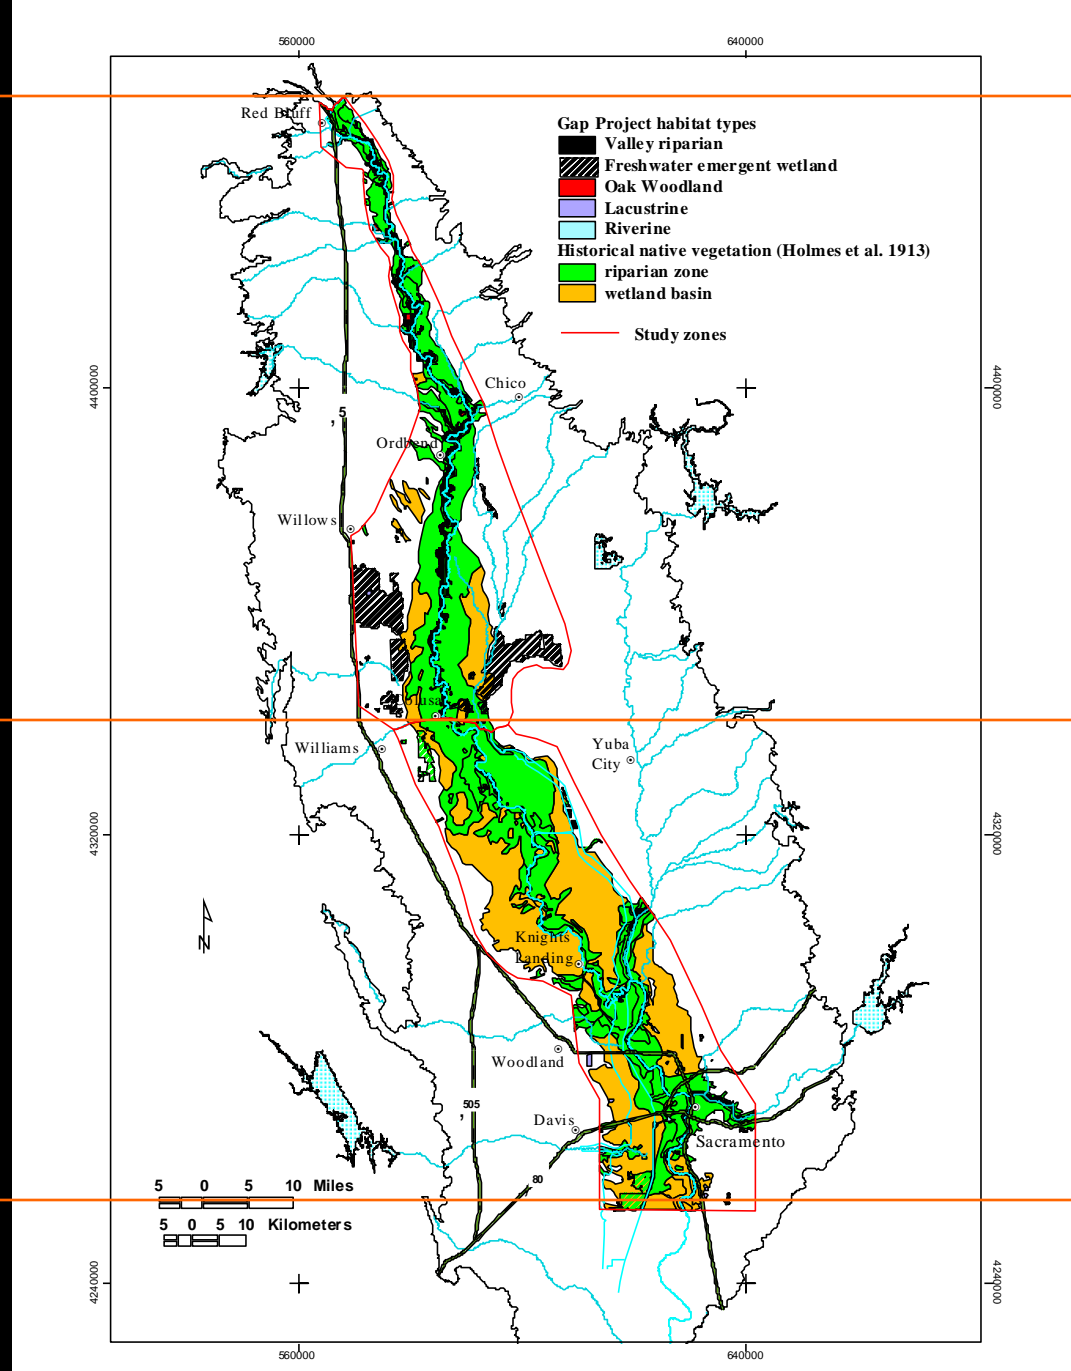 560000
640000
Red Bluff
Gap Project habitat types
Valley riparian
Freshwater emergent wetland
Oak Woodland
Lacustrine
Riverine
Historical native vegetation (Holmes et al. 1913)
riparian zone
wetland basin
Study zones
4400000
4400000
Chico
, 5
Ordbend
Willows
Colusa
Williams
Yuba
City
4320000
4320000
N
Knights
Landing
Woodland
, 505
Davis
Sacramento
80
5 0 5 10 Miles
5 0 5 10 Kilometers
4240000
4240000
560000
640000